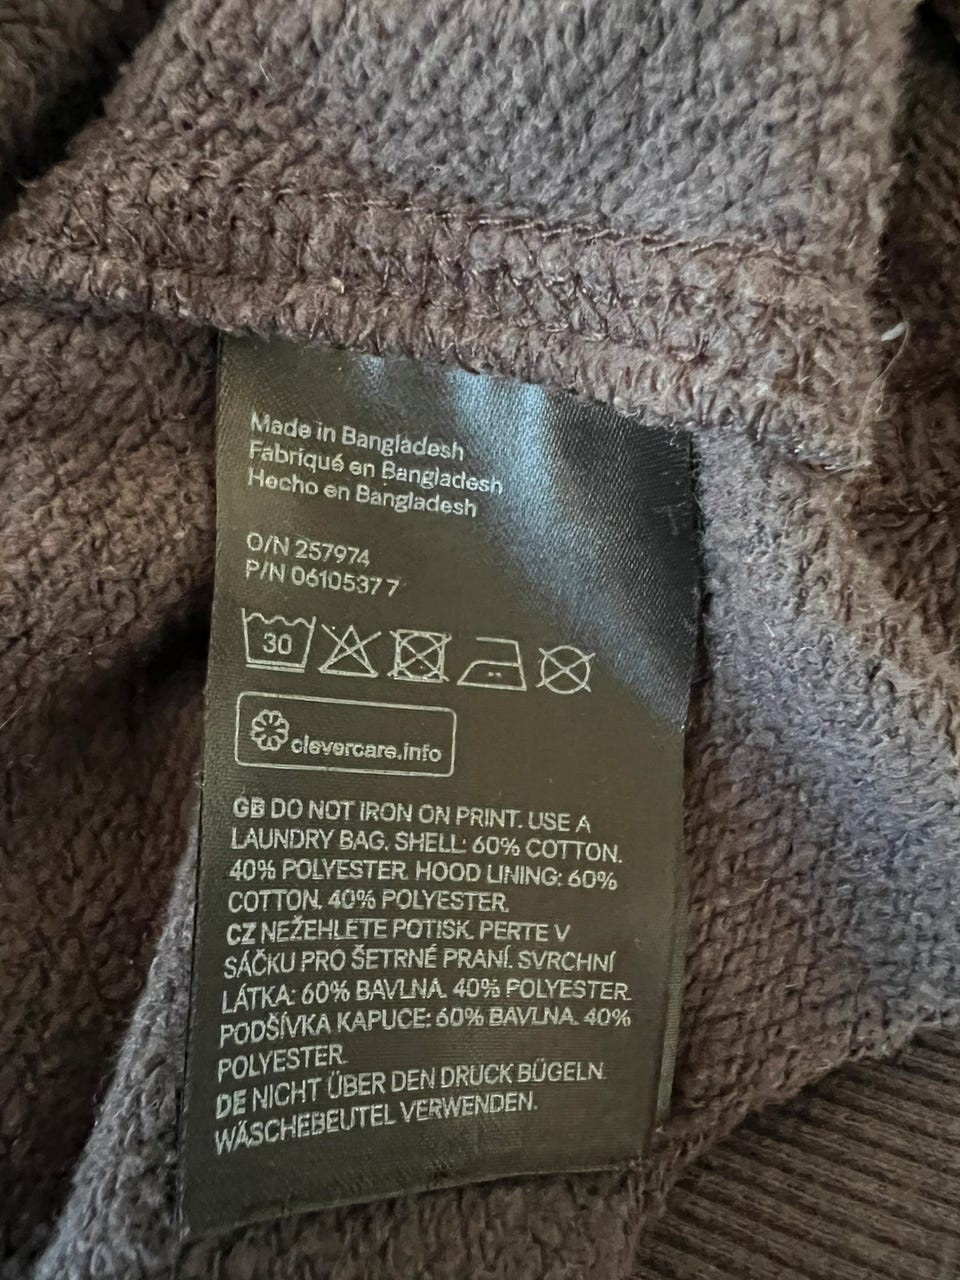 Made in Bangladesh
Fabriqué en Bangladesh
Hecho en Bangladesh
O/N 257974
P/N 06105377
30
clevercare.info
GB DO NOT IRON ON PRINT. USE A
LAUNDRY BAG. SHELL: 60% COTTON.
40% POLYESTER. HOOD LINING: 60%
COTTON. 40% POLYESTER.
CZ NEŽEHLETE POTISK. PERTE V
SÁČKU PRO ŠETRNÉ PRANÍ. SVRCHNÍ
LÁTKA: 60% BAVLNA. 40% POLYESTER.
PODŠÍVKA KAPUCE: 60% BAVLNA. 40%
POLYESTER.
DE NICHT ÜBER DEN DRUCK BÜGELN.
WÄSCHEBEUTEL VERWENDEN.